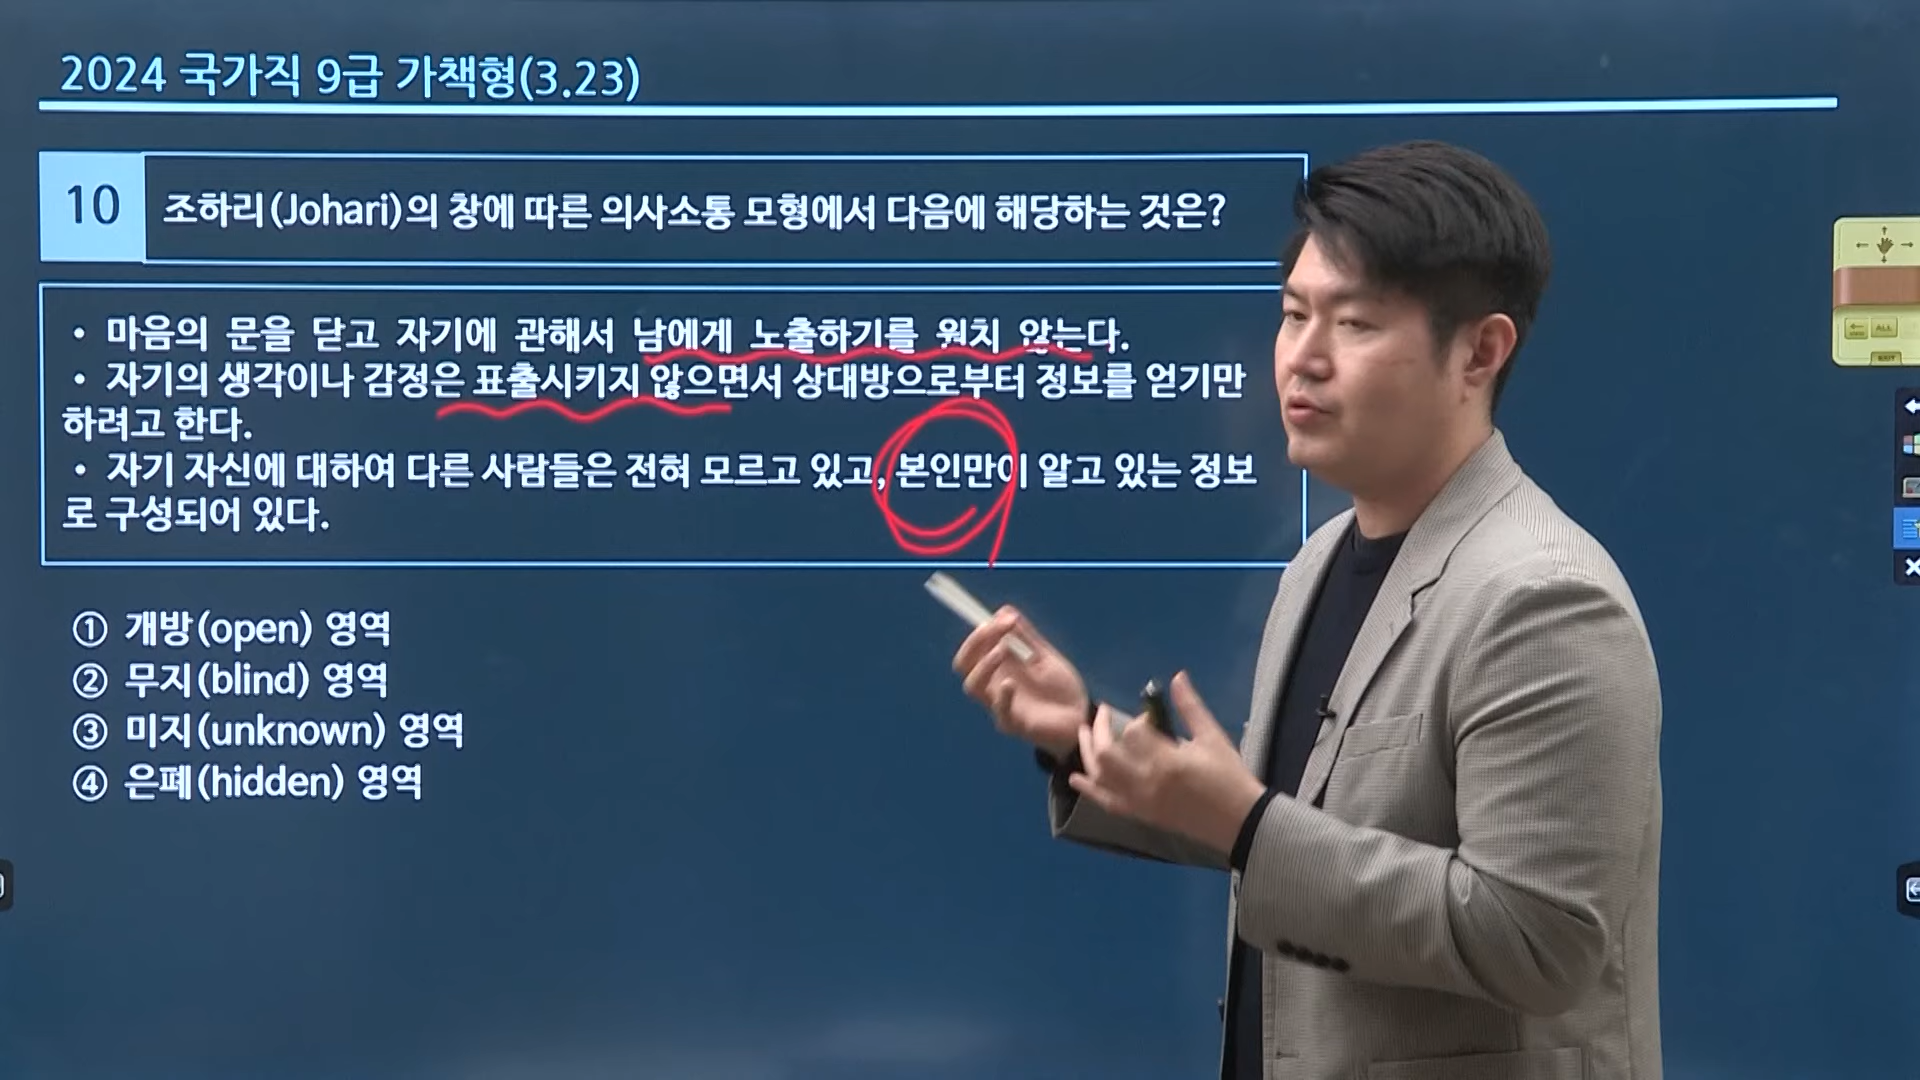 2024 국가직 9급 가책형(3.23)
10
조하리(Johari)의 창에 따른 의사소통 모형에서 다음에 해당하는 것은?
• 마음의 문을 닫고 자기에 관해서 남에게 노출하기를 원치 않는다.
• 자기의 생각이나 감정은 표출시키지 않으면서 상대방으로부터 정보를 얻기만
하려고 한다.
• 자기 자신에 대하여 다른 사람들은 전혀 모르고 있고, 본인만이 알고 있는 정보
로 구성되어 있다.
① 개방(open) 영역
② 무지(blind) 영역
③ 미지(unknown) 영역
④ 은폐(hidden) 영역
ALL